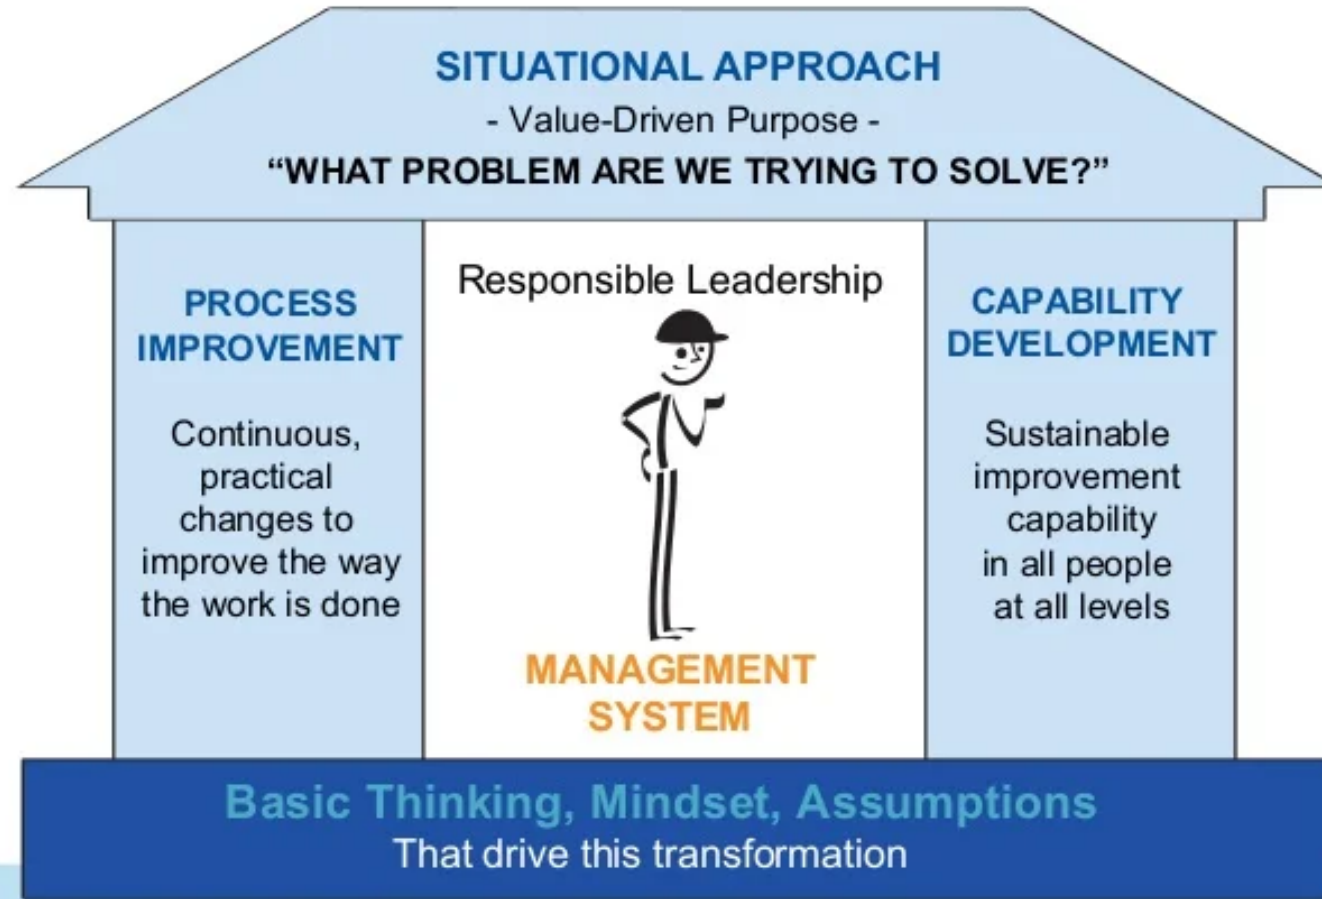 SITUATIONAL APPROACH
- Value-Driven Purpose -
“WHAT PROBLEM ARE WE TRYING TO SOLVE?”
PROCESS
IMPROVEMENT
Continuous,
practical
changes to
improve the way
the work is done
Responsible Leadership
MANAGEMENT
SYSTEM
CAPABILITY
DEVELOPMENT
Sustainable
improvement
capability
in all people
at all levels
Basic Thinking, Mindset, Assumptions
That drive this transformation